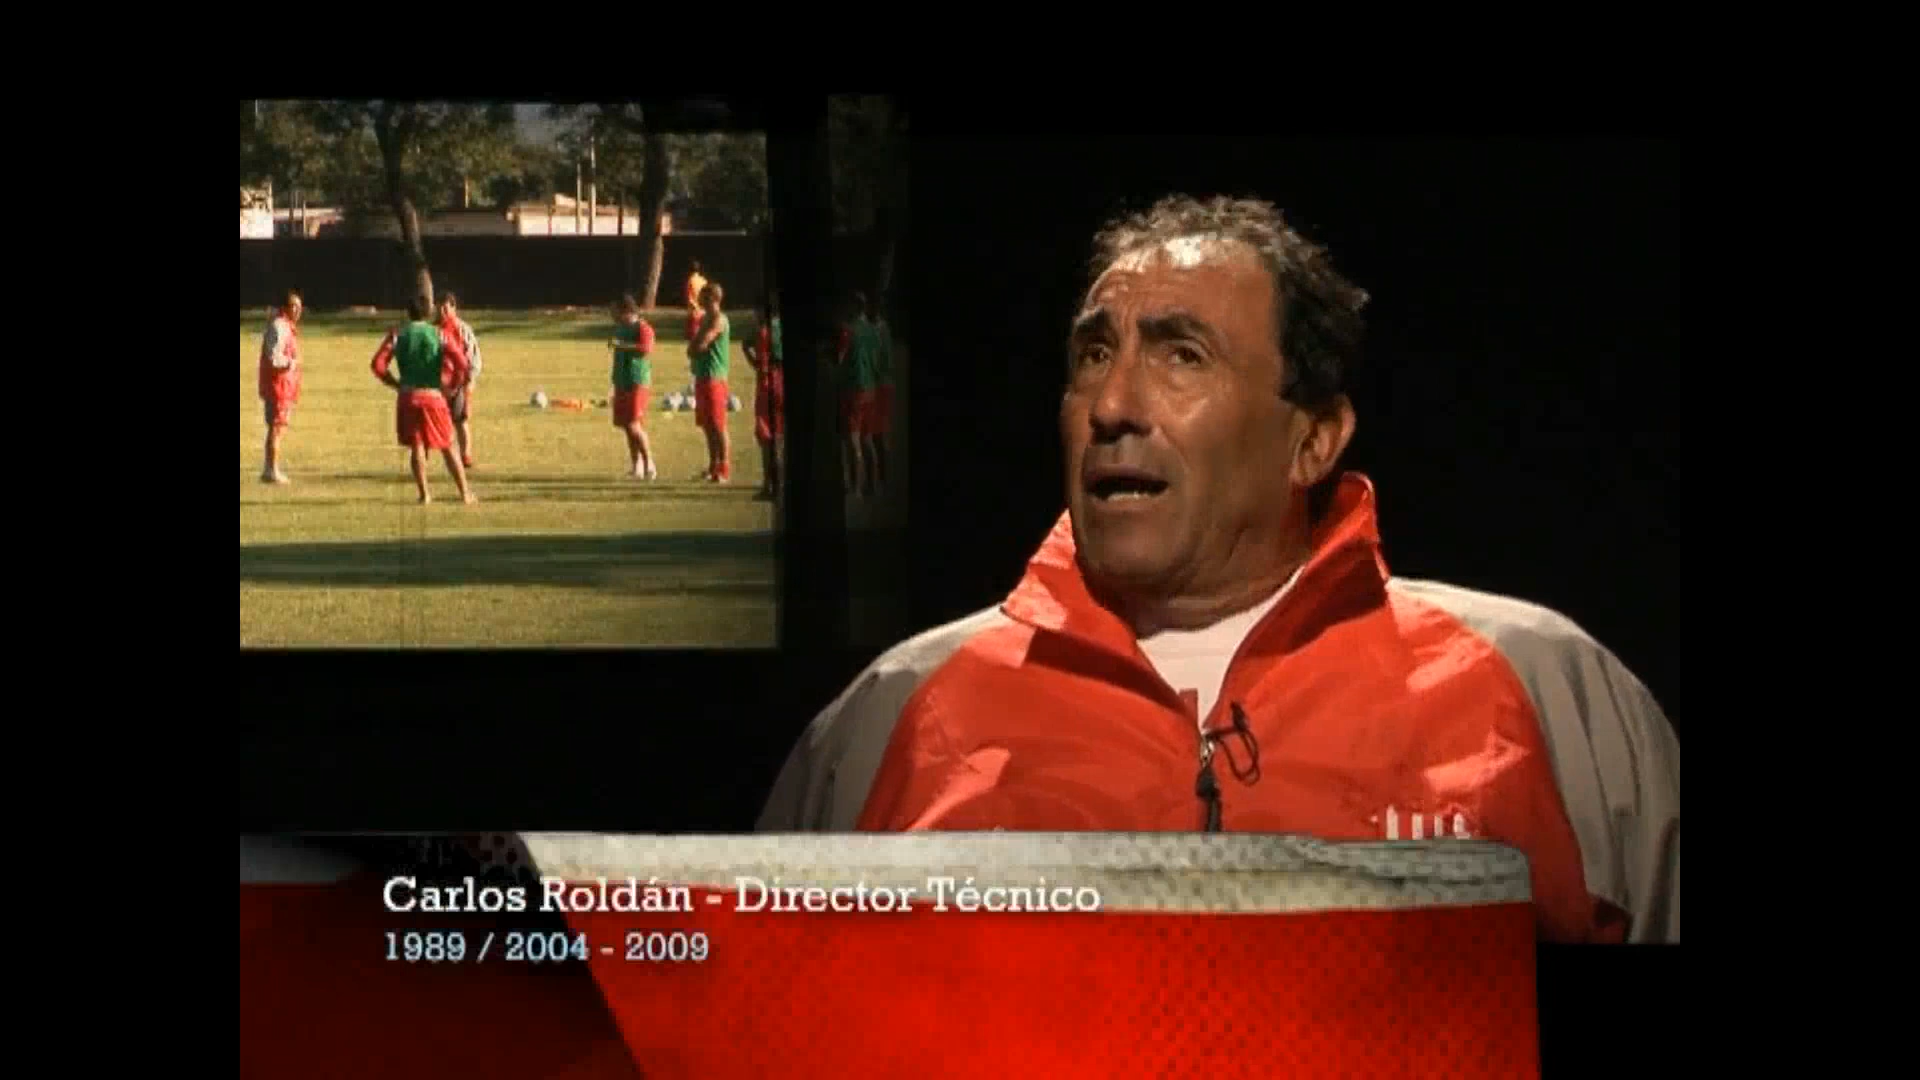 Carlos Roldán - Director Técnico
1989 / 2004 - 2009